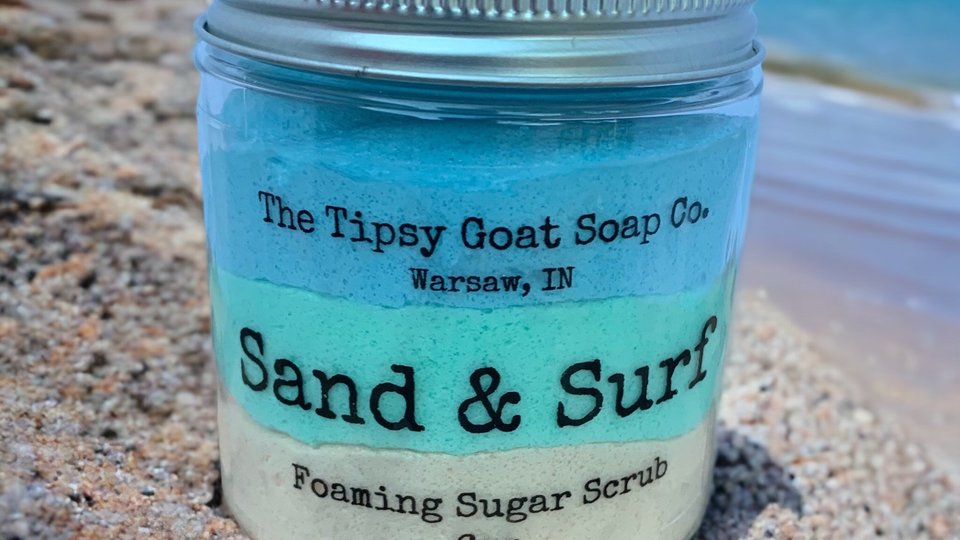 The Tipsy Goat Soap Co.
Warsaw, IN
Sand & Surf
Foaming Sugar Scrub